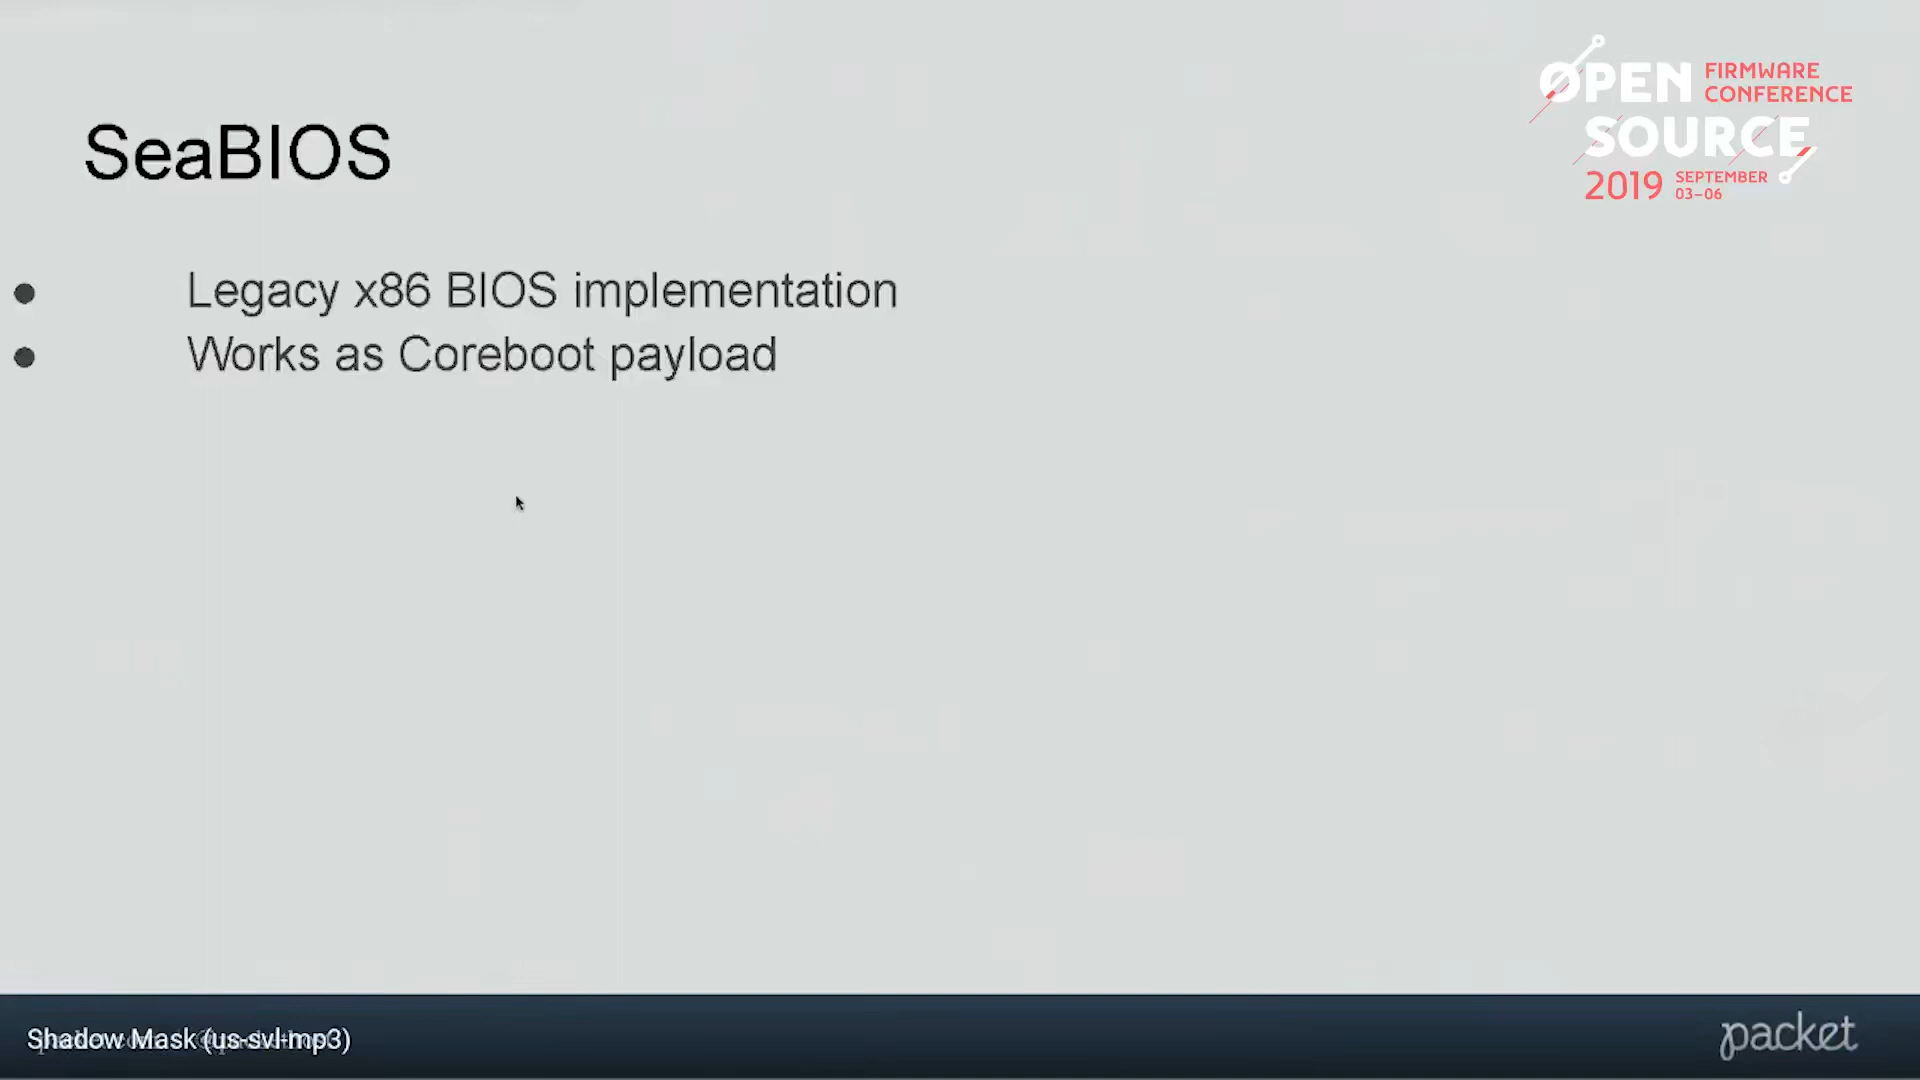 OPEN FIRMWARE
CONFERENCE
SOURCE
2019 SEPTEMBER
03–06
SeaBIOS
Legacy x86 BIOS implementation
Works as Coreboot payload
Shadow Mask (us-svl-mp3)
packet